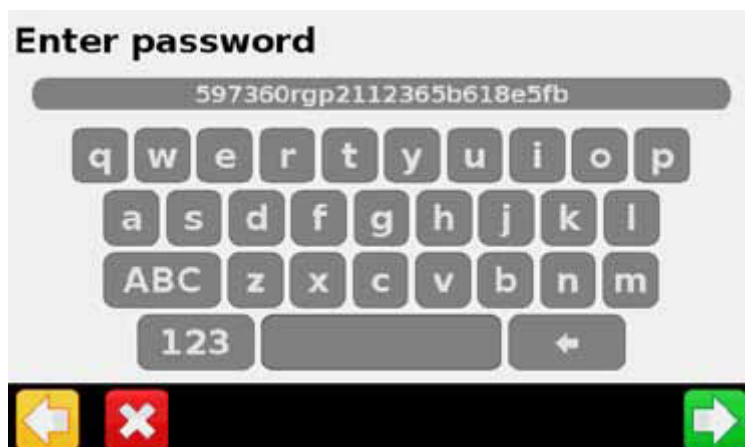 Enter password
597360rgp2112365b618e5fb
q w e r t y u i o p
a s d f g h j k l
ABC z x c v b n m
123